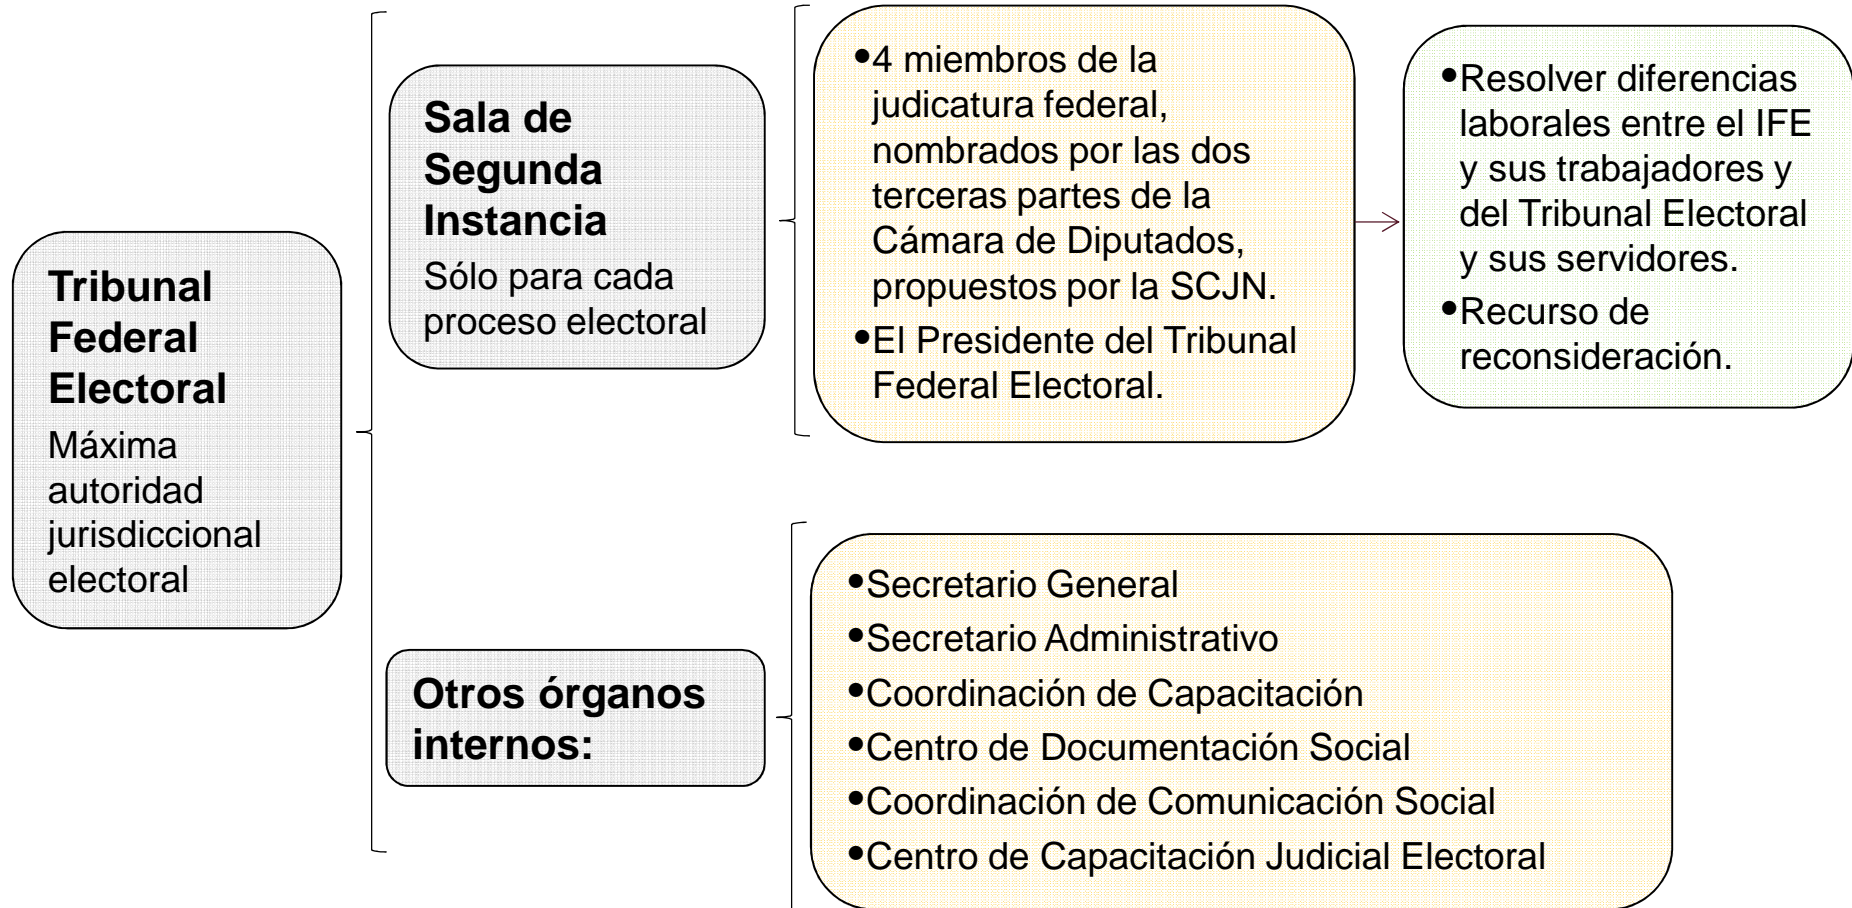 Tribunal
Federal
Electoral
Máxima
autoridad
jurisdiccional
electoral
Sala de
Segunda
Instancia
Sólo para cada
proceso electoral
•4 miembros de la
judicatura federal,
nombrados por las dos
terceras partes de la
Cámara de Diputados,
propuestos por la SCJN.
•El Presidente del Tribunal
Federal Electoral.
•Resolver diferencias
laborales entre el IFE
y sus trabajadores y
del Tribunal Electoral
y sus servidores.
•Recurso de
reconsideración.
Otros órganos
internos:
•Secretario General
•Secretario Administrativo
•Coordinación de Capacitación
•Centro de Documentación Social
•Coordinación de Comunicación Social
•Centro de Capacitación Judicial Electoral